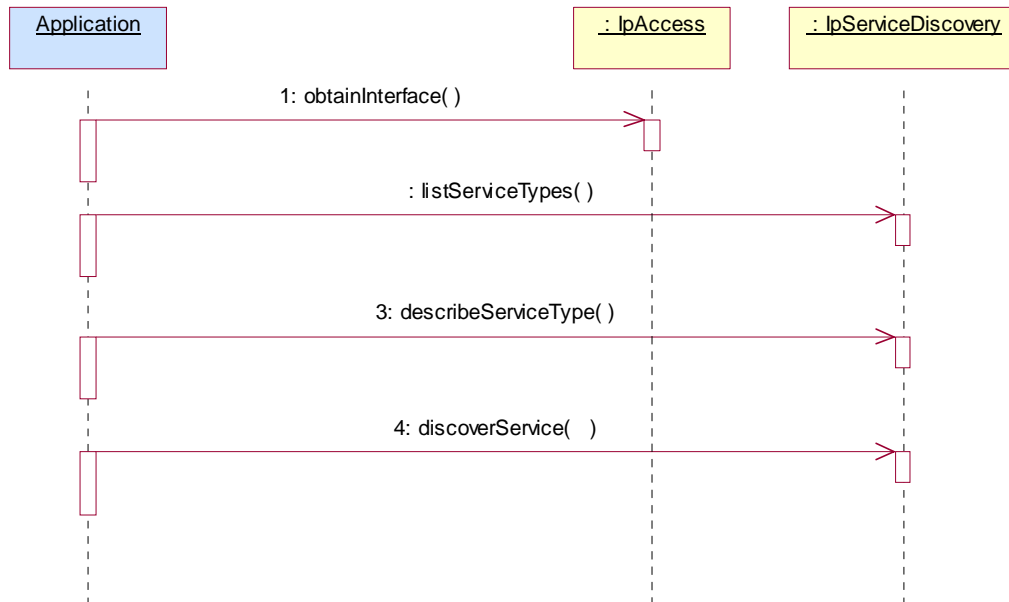 Application
: IpAccess
: IpServiceDiscovery
1: obtainInterface( )
: listServiceTypes( )
3: describeServiceType( )
4: discoverService( )